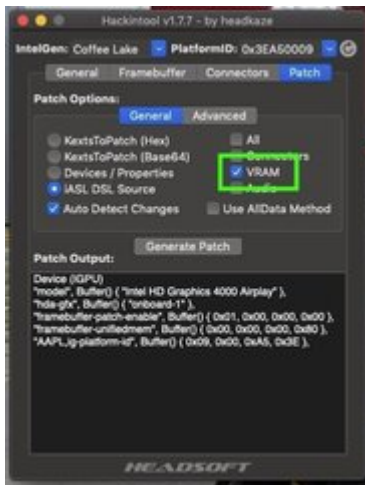 Hackintool v1.7.7 - by headkaze
IntelGen: Coffee Lake PlatformID: 0x3EA50009
General Framebuffer Connectors Patch
Patch Options:
General Advanced
KextsToPatch (Hex) All
KextsToPatch (Base64) Connectors
Devices / Properties VRAM
iASL DSL Source Audio
Auto Detect Changes Use AllData Method
Generate Patch
Patch Output:
Device (IGPU)
"model", Buffer() { "Intel HD Graphics 4000 Airplay" },
"hda-gfx", Buffer() { "onboard-1" },
"framebuffer-patch-enable", Buffer() { 0x01, 0x00, 0x00, 0x00 },
"framebuffer-unifiedmem", Buffer() { 0x00, 0x00, 0x00, 0x80 },
"AAPL,ig-platform-id", Buffer() { 0x09, 0x00, 0xA5, 0x3E },
HEADSOFT